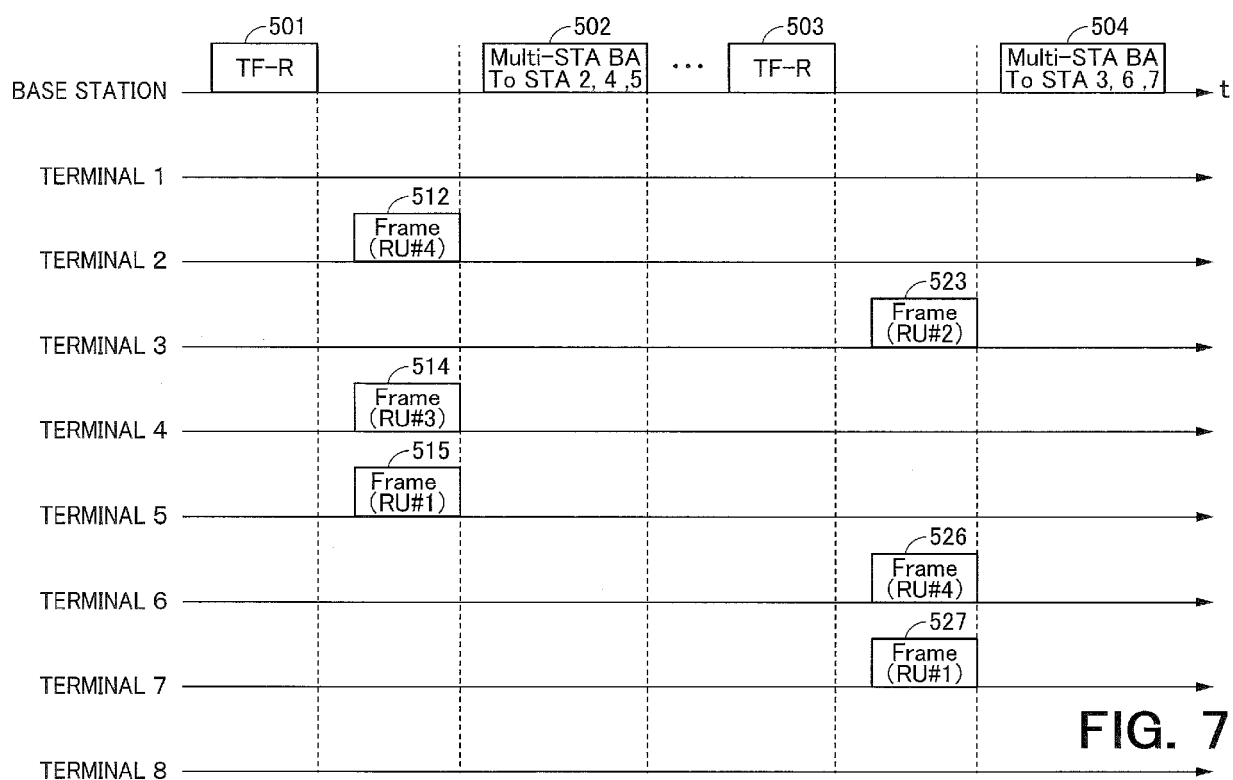 501
502
503
504
TF-R
Multi-STA BA
To STA 2, 4 ,5
...
TF-R
Multi-STA BA
To STA 3, 6 ,7
BASE STATION
t
TERMINAL 1
512
Frame
(RU#4)
TERMINAL 2
523
Frame
(RU#2)
TERMINAL 3
514
Frame
(RU#3)
TERMINAL 4
515
Frame
(RU#1)
TERMINAL 5
526
Frame
(RU#4)
TERMINAL 6
527
Frame
(RU#1)
TERMINAL 7
FIG. 7
TERMINAL 8